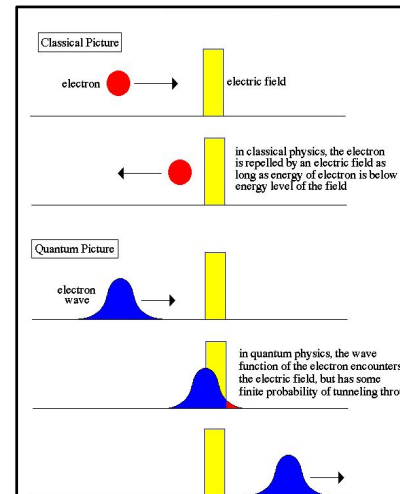 Classical Picture
electron
electric field
in classical physics, the electron
is repelled by an electric field as
long as energy of electron is below
energy level of the field
Quantum Picture
electron
wave
in quantum physics, the wave
function of the electron encounters
the electric field, but has some
finite probability of tunneling